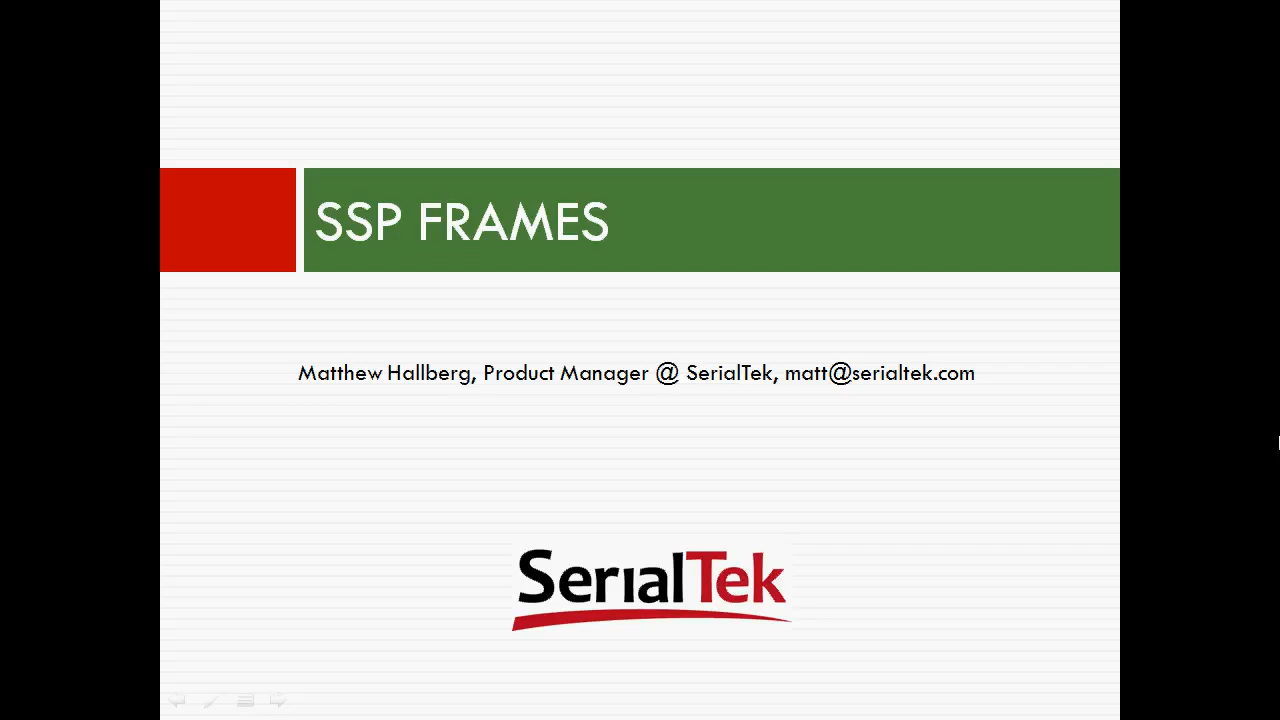 SSP FRAMES
Matthew Hallberg, Product Manager @ SerialTek, matt@serialtek.com
SerialTek